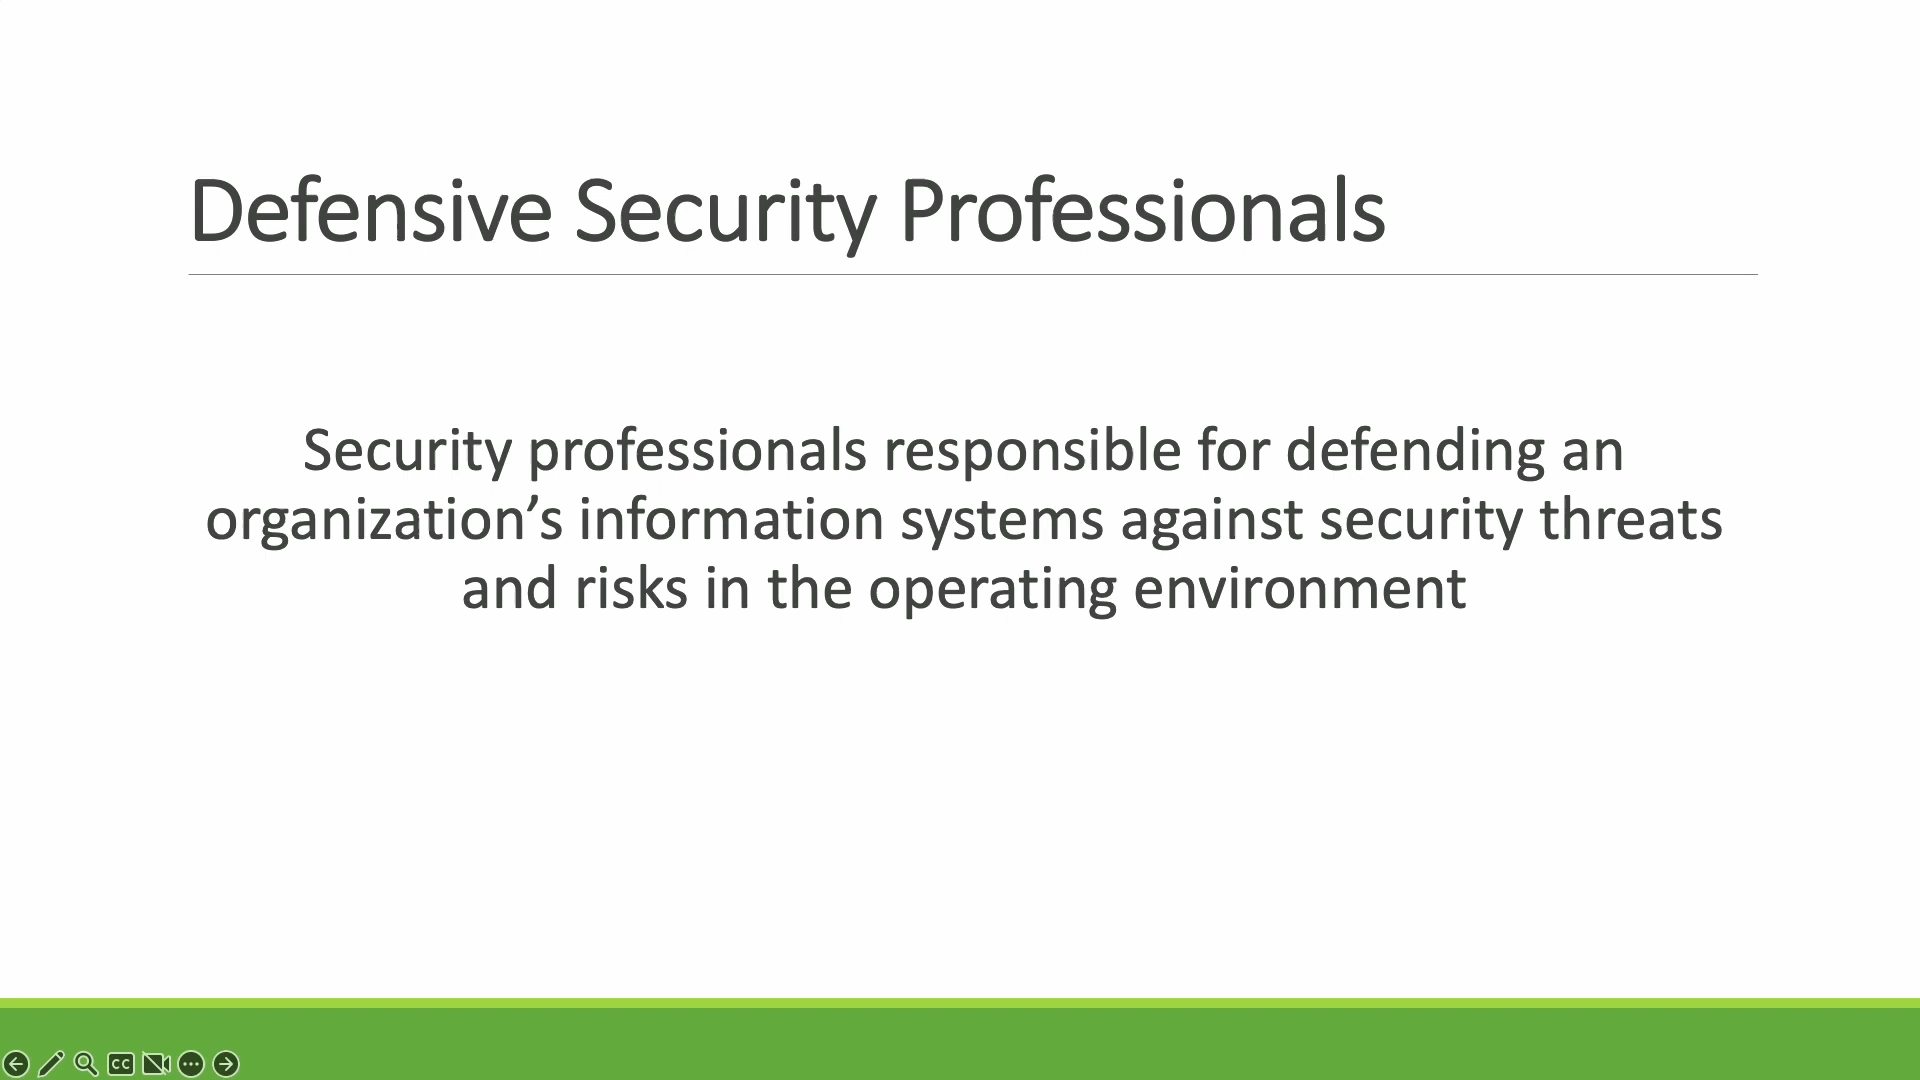 Defensive Security Professionals
Security professionals responsible for defending an
organization’s information systems against security threats
and risks in the operating environment
CC